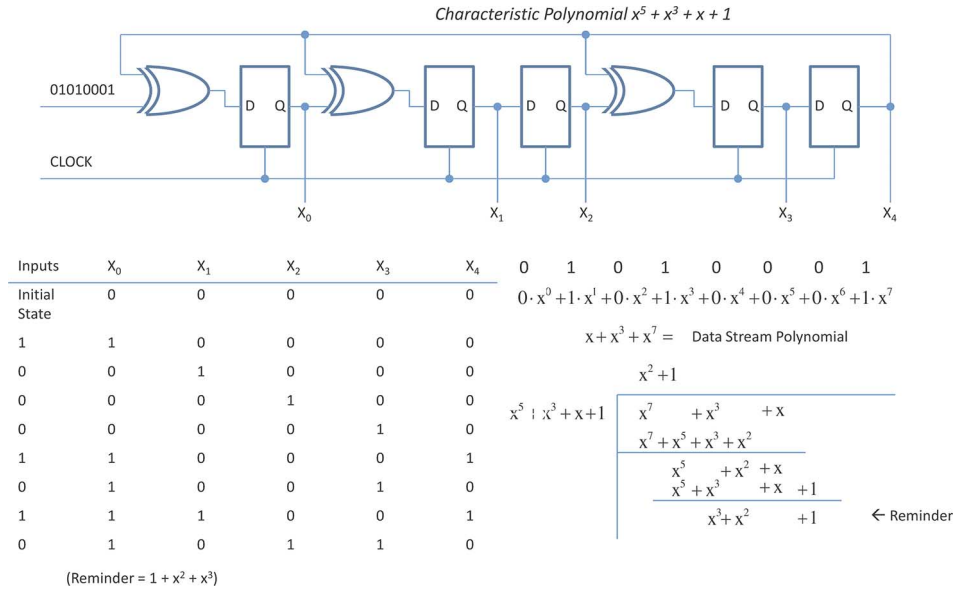 Characteristic Polynomial x⁵ + x³ + x + 1
01010001
D Q D Q D Q D Q D Q
CLOCK
X₀ X₁ X₂ X₃ X₄
Inputs X₀ X₁ X₂ X₃ X₄
Initial State 0 0 0 0 0
1 1 0 0 0 0
0 0 1 0 0 0
0 0 0 1 0 0
0 0 0 0 1 0
1 1 0 0 0 1
0 1 0 0 1 0
1 1 1 0 0 1
0 1 0 1 1 0
(Reminder = 1 + x² + x³)
0 1 0 1 0 0 0 1
0· x⁰ +1· x¹ +0· x² +1· x³ +0· x⁴ +0· x⁵ +0· x⁶ +1· x⁷
x + x³ + x⁷ = Data Stream Polynomial
x² +1
x⁵ + x³ + x +1 x⁷ + x³ + x
x⁷ + x⁵ + x³ + x²
x⁵ + x² + x
x⁵ + x³ + x +1
x³ + x² +1 ← Reminder